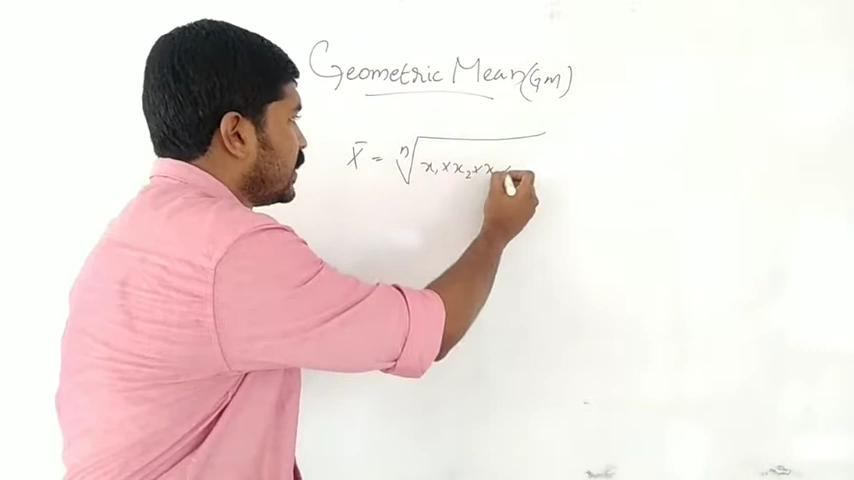 Geometric Mean (GM)
X̄ = ⁿ√x₁ × x₂ × x